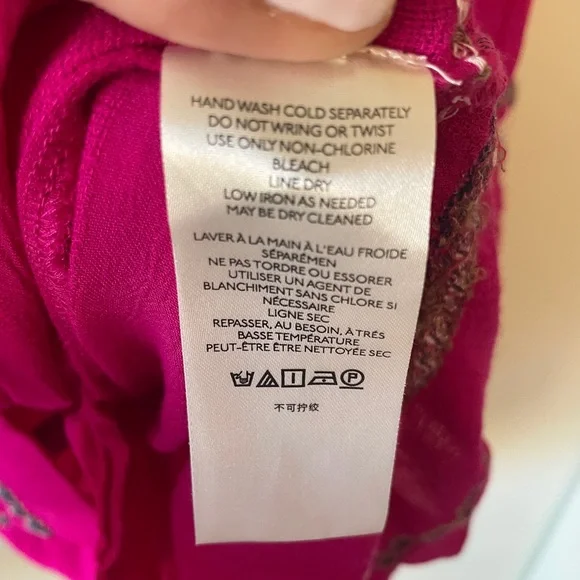 HAND WASH COLD SEPARATELY
DO NOT WRING OR TWIST
USE ONLY NON-CHLORINE
BLEACH
LINE DRY
LOW IRON AS NEEDED
MAY BE DRY CLEANED
LAVER À LA MAIN À L'EAU FROIDE
SÉPARÉMEN
NE PAS TORDRE OU ESSORER
UTILISER UN AGENT DE
BLANCHIMENT SANS CHLORE SI
NÉCESSAIRE
LIGNE SEC
REPASSER, AU BESOIN, À TRÉS
BASSE TEMPÉRATURE
PEUT-ÊTRE ÊTRE NETTOYÉE SEC
P
不可拧绞